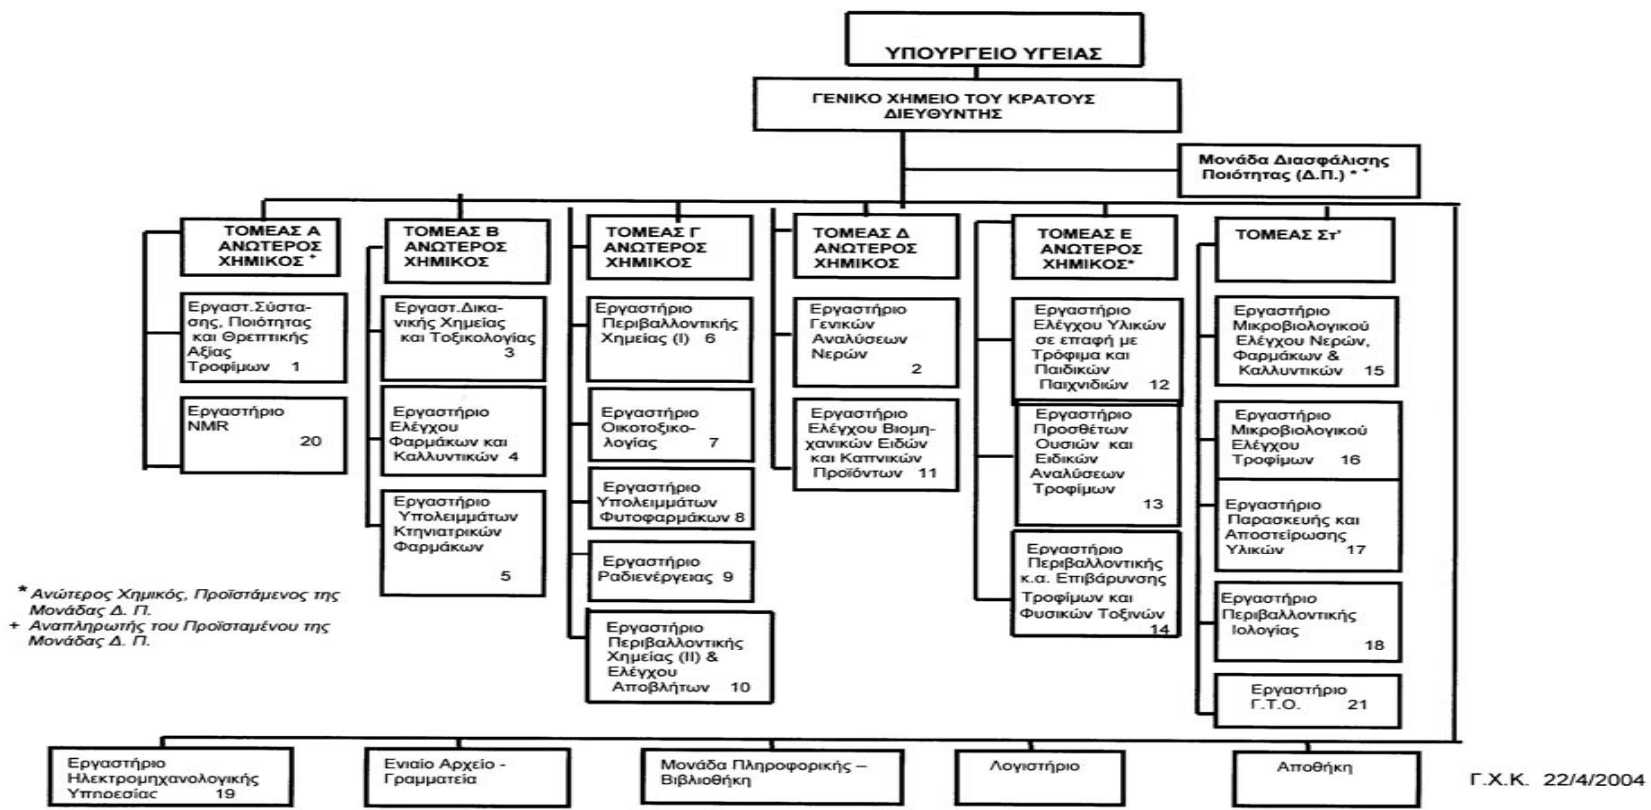 ΥΠΟΥΡΓΕΙΟ ΥΓΕΙΑΣ
ΓΕΝΙΚΟ ΧΗΜΕΙΟ ΤΟΥ ΚΡΑΤΟΥΣ
ΔΙΕΥΘΥΝΤΗΣ
Μονάδα Διασφάλισης
Ποιότητας (Δ.Π.) * +
ΤΟΜΕΑΣ Α
ΑΝΩΤΕΡΟΣ
ΧΗΜΙΚΟΣ +
Εργαστ.Σύστα-
σης, Ποιότητας
και Θρεπτικής
Αξίας
Τροφίμων 1
Εργαστήριο
NMR
20
ΤΟΜΕΑΣ Β
ΑΝΩΤΕΡΟΣ
ΧΗΜΙΚΟΣ
Εργαστ.Δικα-
νικής Χημείας
και Τοξικολογίας
3
Εργαστήριο
Ελέγχου
Φαρμάκων και
Καλλυντικών 4
Εργαστήριο
Υπολειμμάτων
Κτηνιατρικών
Φαρμάκων
5
ΤΟΜΕΑΣ Γ
ΑΝΩΤΕΡΟΣ
ΧΗΜΙΚΟΣ
Εργαστήριο
Περιβαλλοντικής
Χημείας (Ι) 6
Εργαστήριο
Οικοτοξικο-
λογίας 7
Εργαστήριο
Υπολειμμάτων
Φυτοφαρμάκων 8
Εργαστήριο
Ραδιενέργειας 9
Εργαστήριο
Περιβαλλοντικής
Χημείας (ΙΙ) &
Ελέγχου
Αποβλήτων 10
ΤΟΜΕΑΣ Δ
ΑΝΩΤΕΡΟΣ
ΧΗΜΙΚΟΣ
Εργαστήριο
Γενικών
Αναλύσεων
Νερών
2
Εργαστήριο
Ελέγχου Βιομη-
χανικών Ειδών
και Καπνικών
Προϊόντων 11
ΤΟΜΕΑΣ Ε
ΑΝΩΤΕΡΟΣ
ΧΗΜΙΚΟΣ*
Εργαστήριο
Ελέγχου Υλικών
σε επαφή με
Τρόφιμα και
Παιδικών
Παιχνιδιών 12
Εργαστήριο
Προσθέτων
Ουσιών και
Ειδικών
Αναλύσεων
Τροφίμων
13
Εργαστήριο
Περιβαλλοντικής
κ.α. Επιβάρυνσης
Τροφίμων και
Φυσικών Τοξινών
14
ΤΟΜΕΑΣ Στ'
Εργαστήριο
Μικροβιολογικού
Ελέγχου Νερών,
Φαρμάκων &
Καλλυντικών 15
Εργαστήριο
Μικροβιολογικού
Ελέγχου
Τροφίμων 16
Εργαστήριο
Παρασκευής και
Αποστείρωσης
Υλικών 17
Εργαστήριο
Περιβαλλοντικής
Ιολογίας
18
Εργαστήριο
Γ.Τ.Ο. 21
* Ανώτερος Χημικός, Προϊστάμενος της
Μονάδας Δ. Π.
+ Αναπληρωτής του Προϊσταμένου της
Μονάδας Δ. Π.
Εργαστήριο
Ηλεκτρομηχανολογικής
Υπηρεσίας 19
Ενιαίο Αρχείο -
Γραμματεία
Μονάδα Πληροφορικής –
Βιβλιοθήκη
Λογιστήριο
Αποθήκη
Γ.Χ.Κ. 22/4/2004